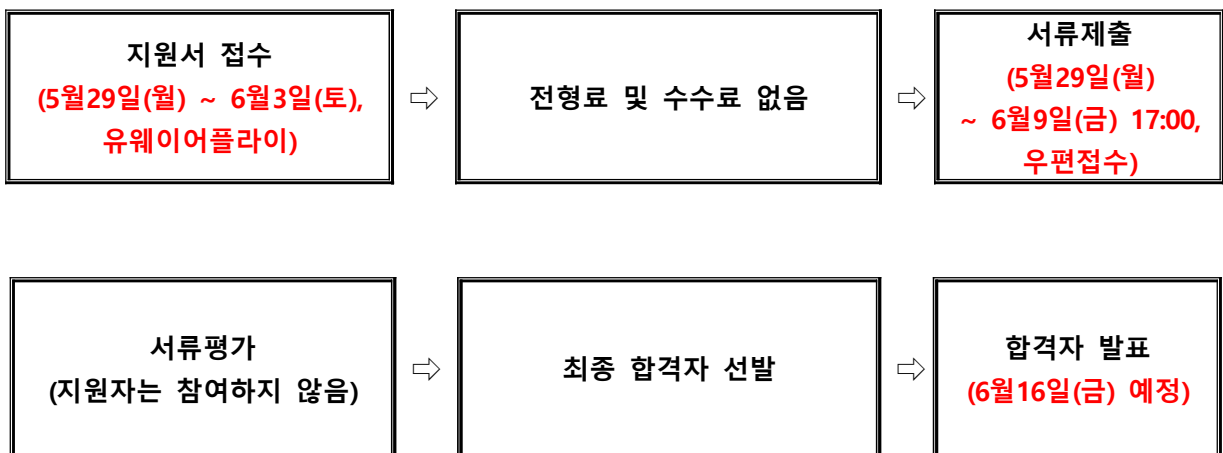 지원서 접수
(5월29일(월) ~ 6월3일(토),
유웨이어플라이)
⇨
전형료 및 수수료 없음
⇨
서류제출
(5월29일(월)
~ 6월9일(금) 17:00,
우편접수)
서류평가
(지원자는 참여하지 않음)
⇨
최종 합격자 선발
⇨
합격자 발표
(6월16일(금) 예정)